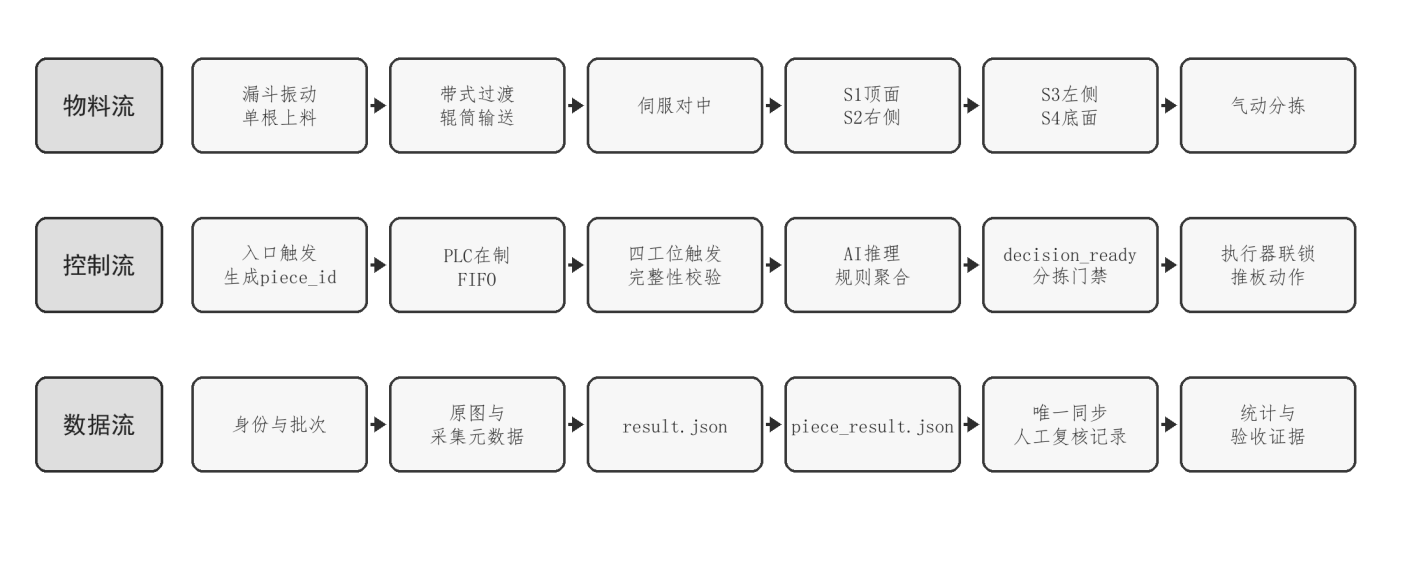 物料流
漏斗振动
单根上料
带式过渡
辊筒输送
伺服对中
S1顶面
S2右侧
S3左侧
S4底面
气动分拣
控制流
入口触发
生成piece_id
PLC在制
FIFO
四工位触发
完整性校验
AI推理
规则聚合
decision_ready
分拣门禁
执行器联锁
推板动作
数据流
身份与批次
原图与
采集元数据
result.json
piece_result.json
唯一同步
人工复核记录
统计与
验收证据